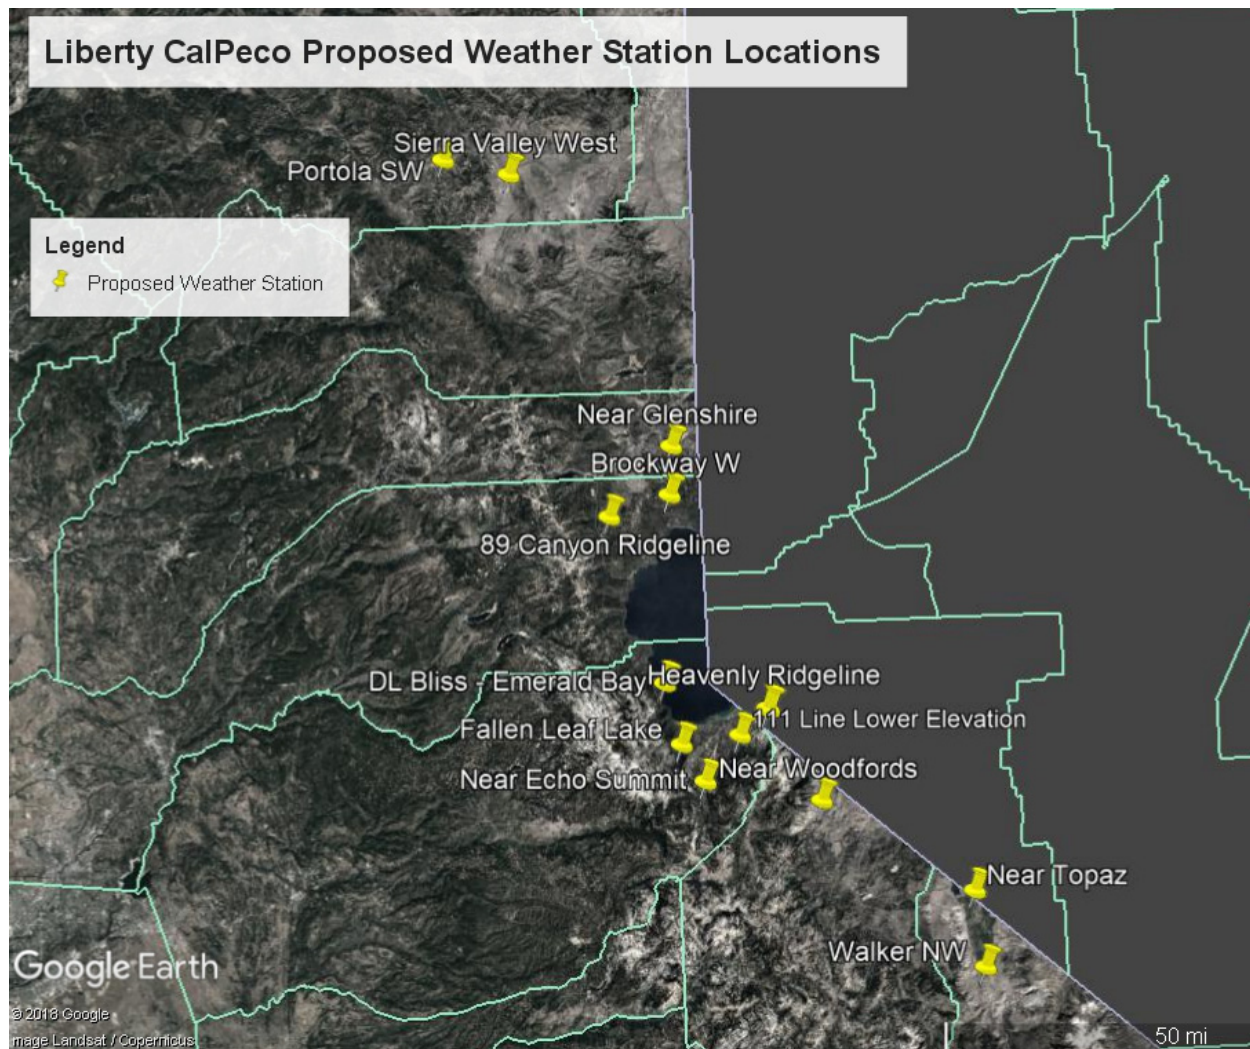 Liberty CalPeco Proposed Weather Station Locations
Sierra Valley West
Portola SW
Legend
Proposed Weather Station
Near Glenshire
Brockway W
89 Canyon Ridgeline
DL Bliss - Emerald Bay
Heavenly Ridgeline
111 Line Lower Elevation
Fallen Leaf Lake
Near Echo Summit
Near Woodfords
Near Topaz
Walker NW
Google Earth
© 2018 Google
mage Landsat / Copernicus
50 mi